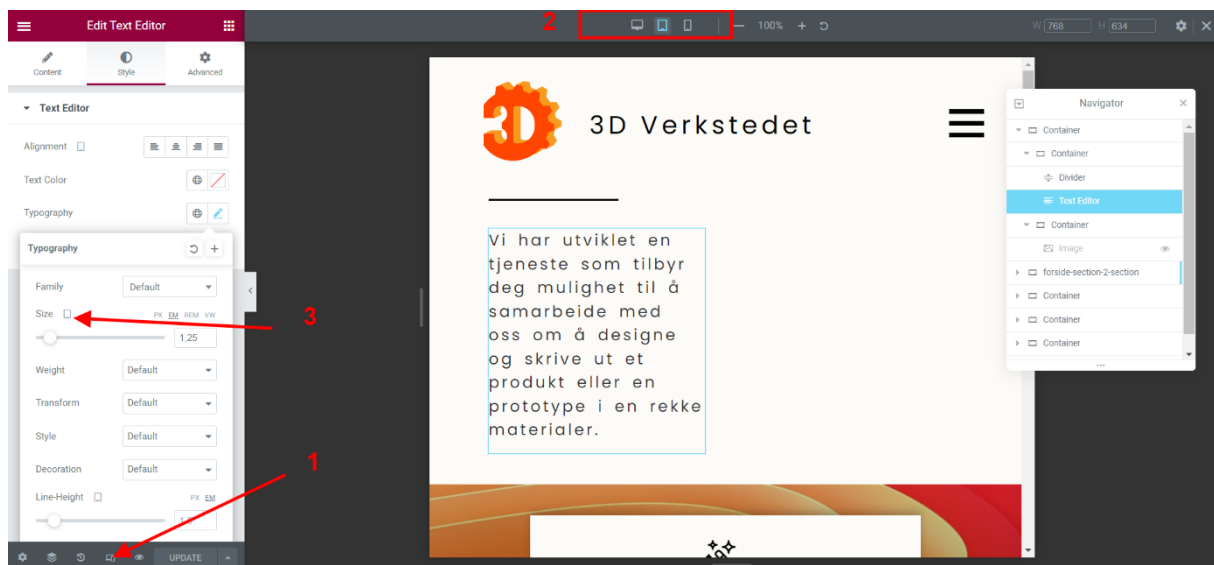 Edit Text Editor
2
100%
W 768 H 634
Content Style Advanced
Text Editor
Alignment
Text Color
Typography
Typography
Family Default
Size PX EM REM VW
1,25
3
Weight Default
Transform Default
Style Default
Decoration Default
1
Line-Height PX EM
UPDATE
3D
3D Verkstedet
Vi har utviklet en
tjeneste som tilbyr
deg mulighet til å
samarbeide med
oss om å designe
og skrive ut et
produkt eller en
prototype i en rekke
materialer.
Navigator
Container
Container
Divider
Text Editor
Container
Image
forside-section-2-section
Container
Container
Container